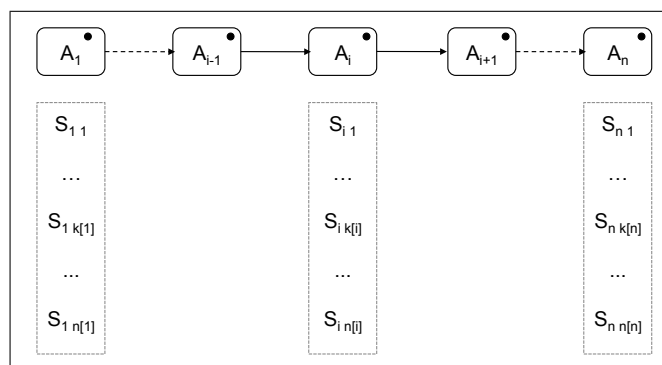 A1 Ai-1 Ai Ai+1 An
S1 1 Si 1 Sn 1
... ... ...
S1 k[1] Si k[i] Sn k[n]
... ... ...
S1 n[1] Si n[i] Sn n[n]